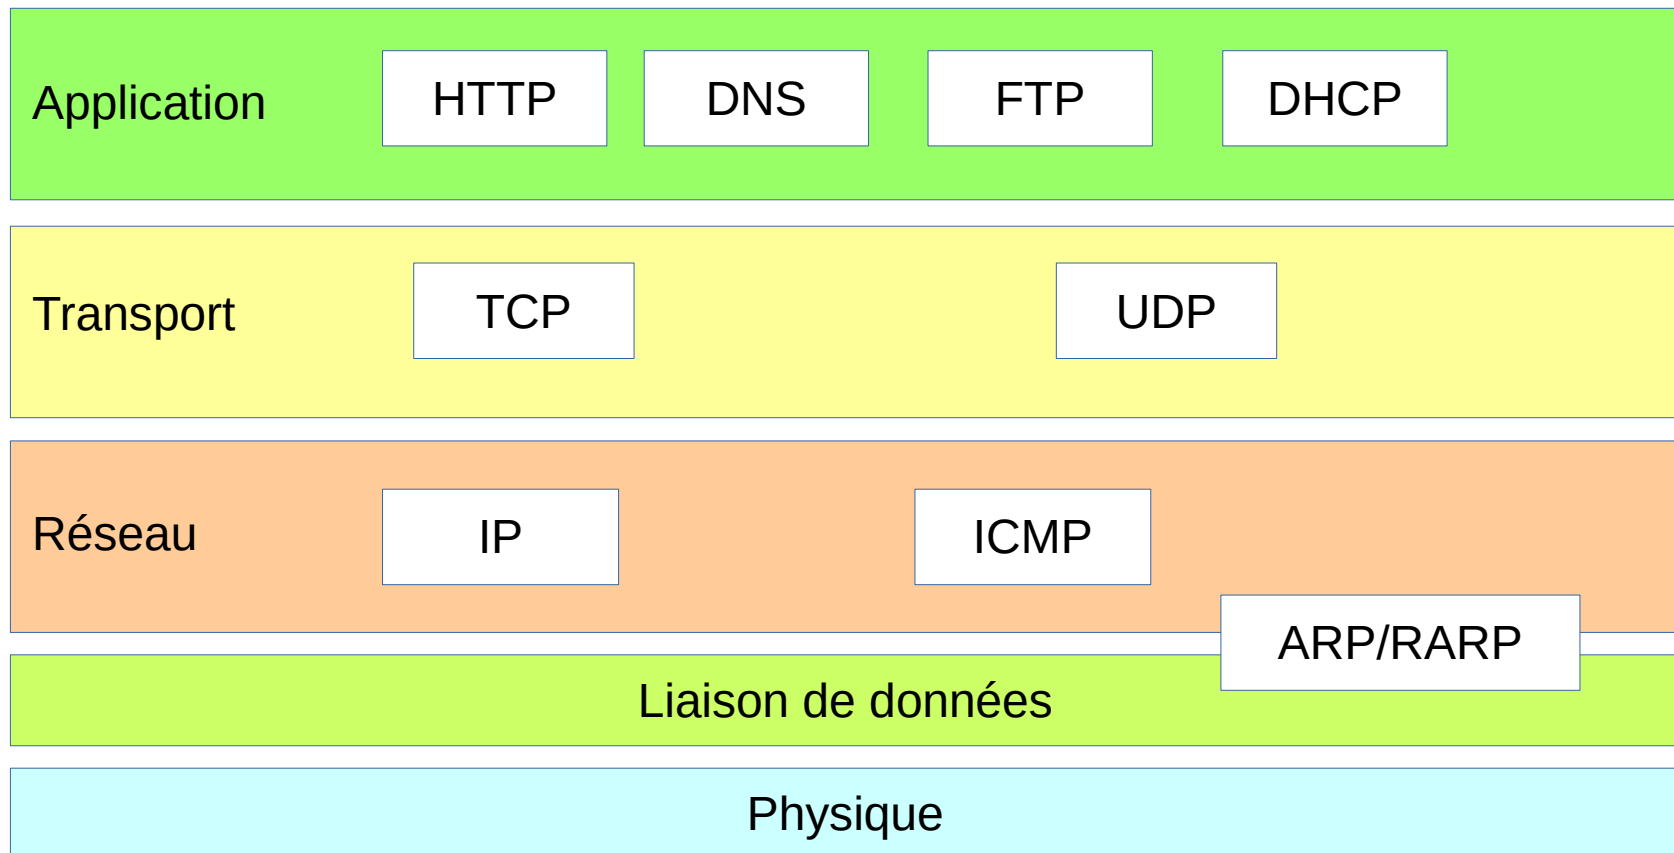 Application
HTTP
DNS
FTP
DHCP
Transport
TCP
UDP
Réseau
IP
ICMP
ARP/RARP
Liaison de données
Physique